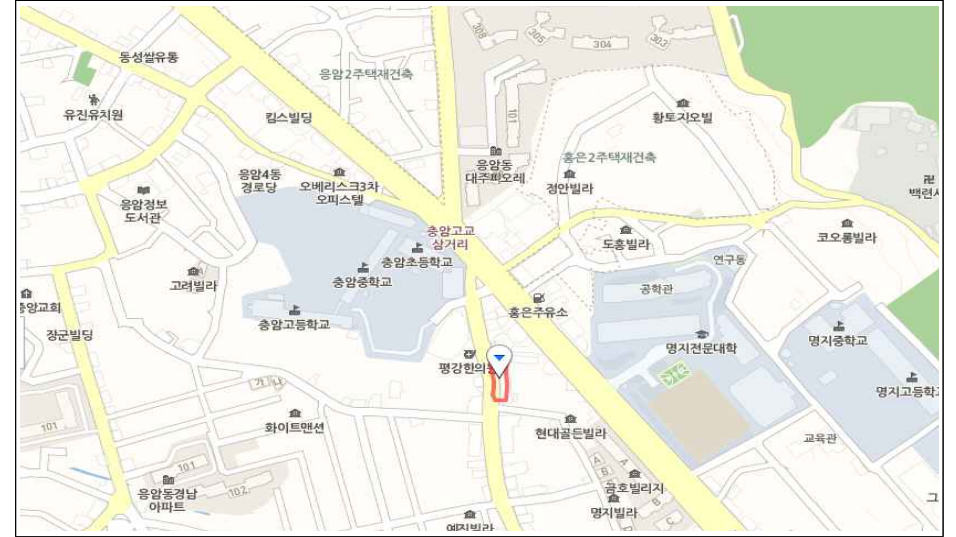 308
305
304
303
동성쌀유통
응암2주택재건축
유진유치원
킴스빌딩
101
황토지오빌
응암동
대주피오레
홍은2주택재건축
정안빌라
응암4동
경로당
오베리스크3차
오피스텔
응암정보
도서관
백련사
충암고교
삼거리
도홍빌라
코오롱빌라
충암초등학교
연구동
고려빌라
충암중학교
공학관
충암교회
충암고등학교
홍은주유소
장군빌딩
명지전문대학
명지중학교
평강한의원
가
나
명지고등학교
101
화이트맨션
현대골든빌라
교육관
101
A
B
A
응암동경남
아파트
102
금호빌리지
그
B
C
명지빌라
예진빌라